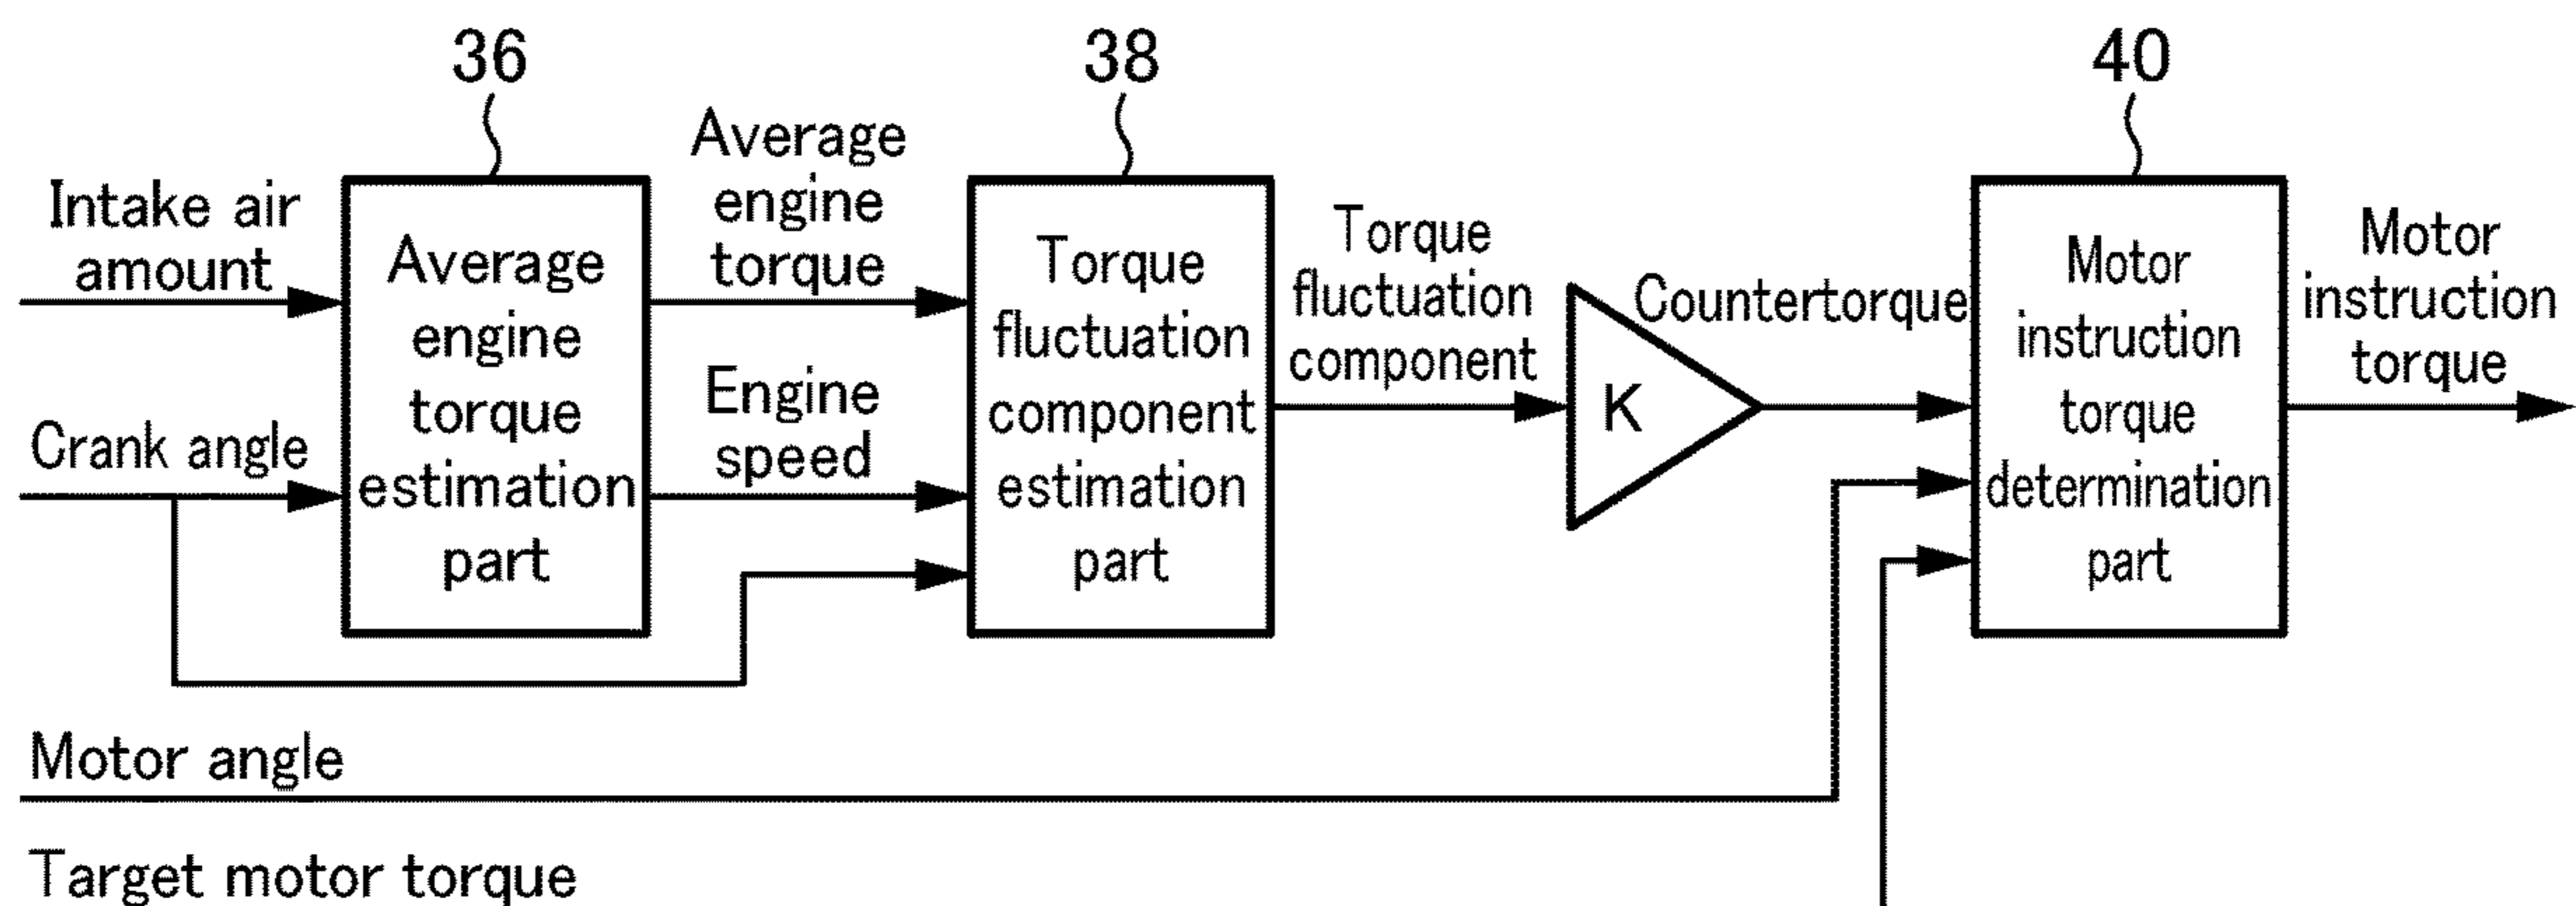 36
38
40
Intake air
amount
Crank angle
Average
engine
torque
estimation
part
Average
engine
torque
Engine
speed
Torque
fluctuation
component
estimation
part
Torque
fluctuation
component
K
Countertorque
Motor
instruction
torque
determination
part
Motor
instruction
torque
Motor angle
Target motor torque